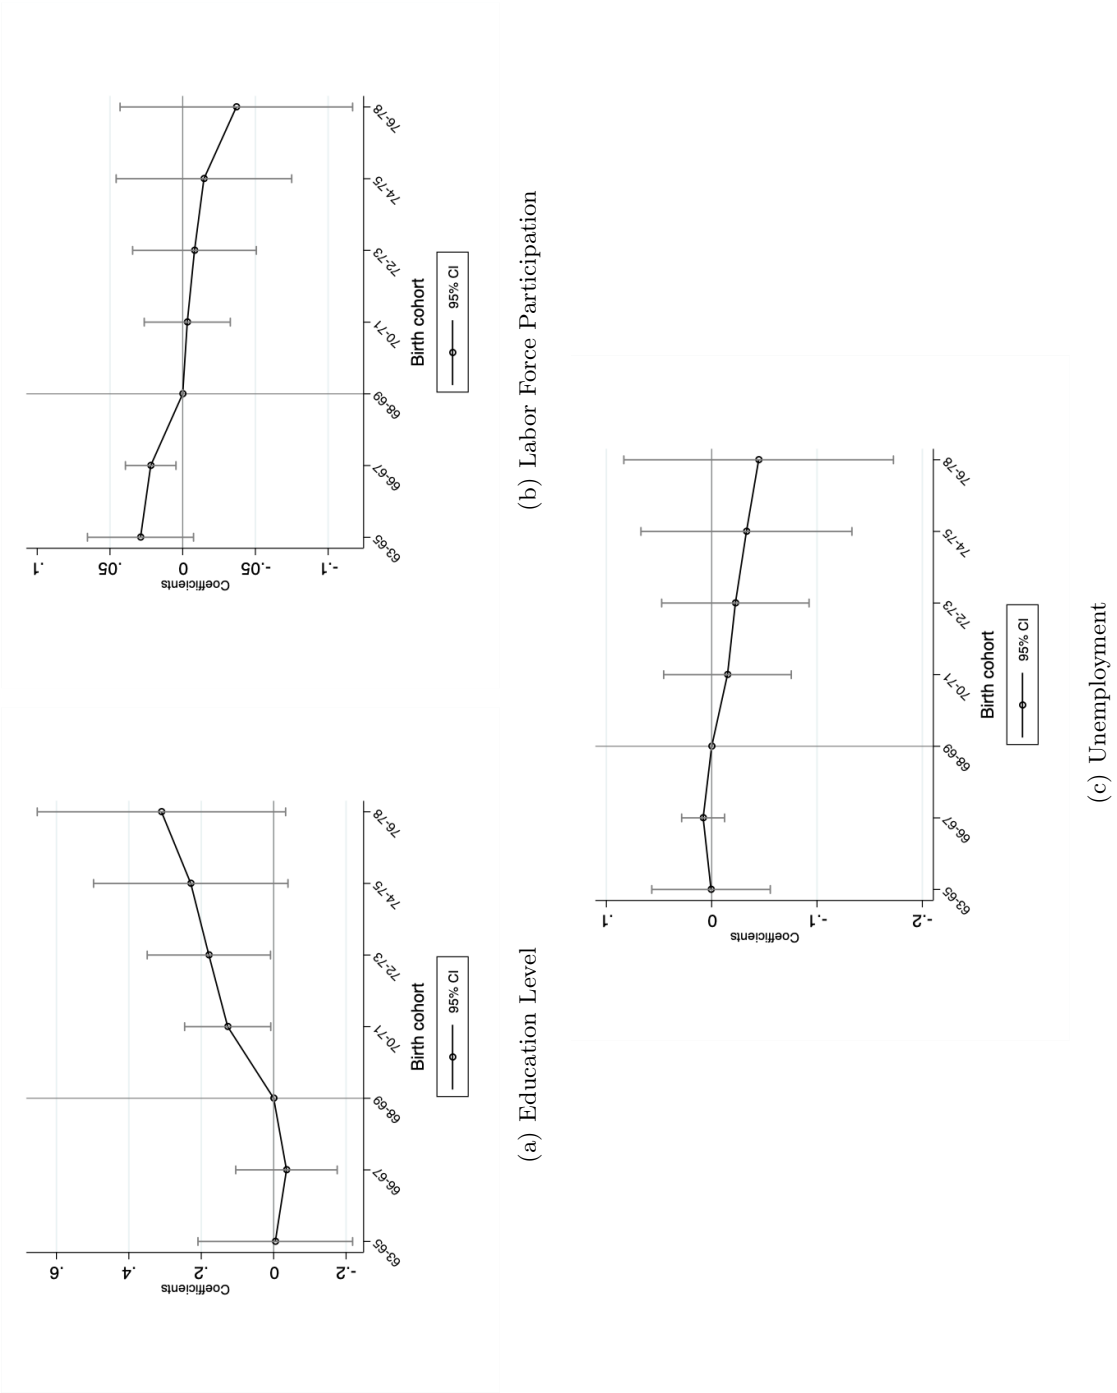 .6
.4
.2
0
-.2
Coefficients
63-65
66-67
68-69
70-71
72-73
74-75
76-78
Birth cohort
95% CI
(a) Education Level
.1
.05
0
-.05
-.1
Coefficients
63-65
66-67
68-69
70-71
72-73
74-75
76-78
Birth cohort
95% CI
(b) Labor Force Participation
.1
0
-.1
-.2
Coefficients
63-65
66-67
68-69
70-71
72-73
74-75
76-78
Birth cohort
95% CI
(c) Unemployment